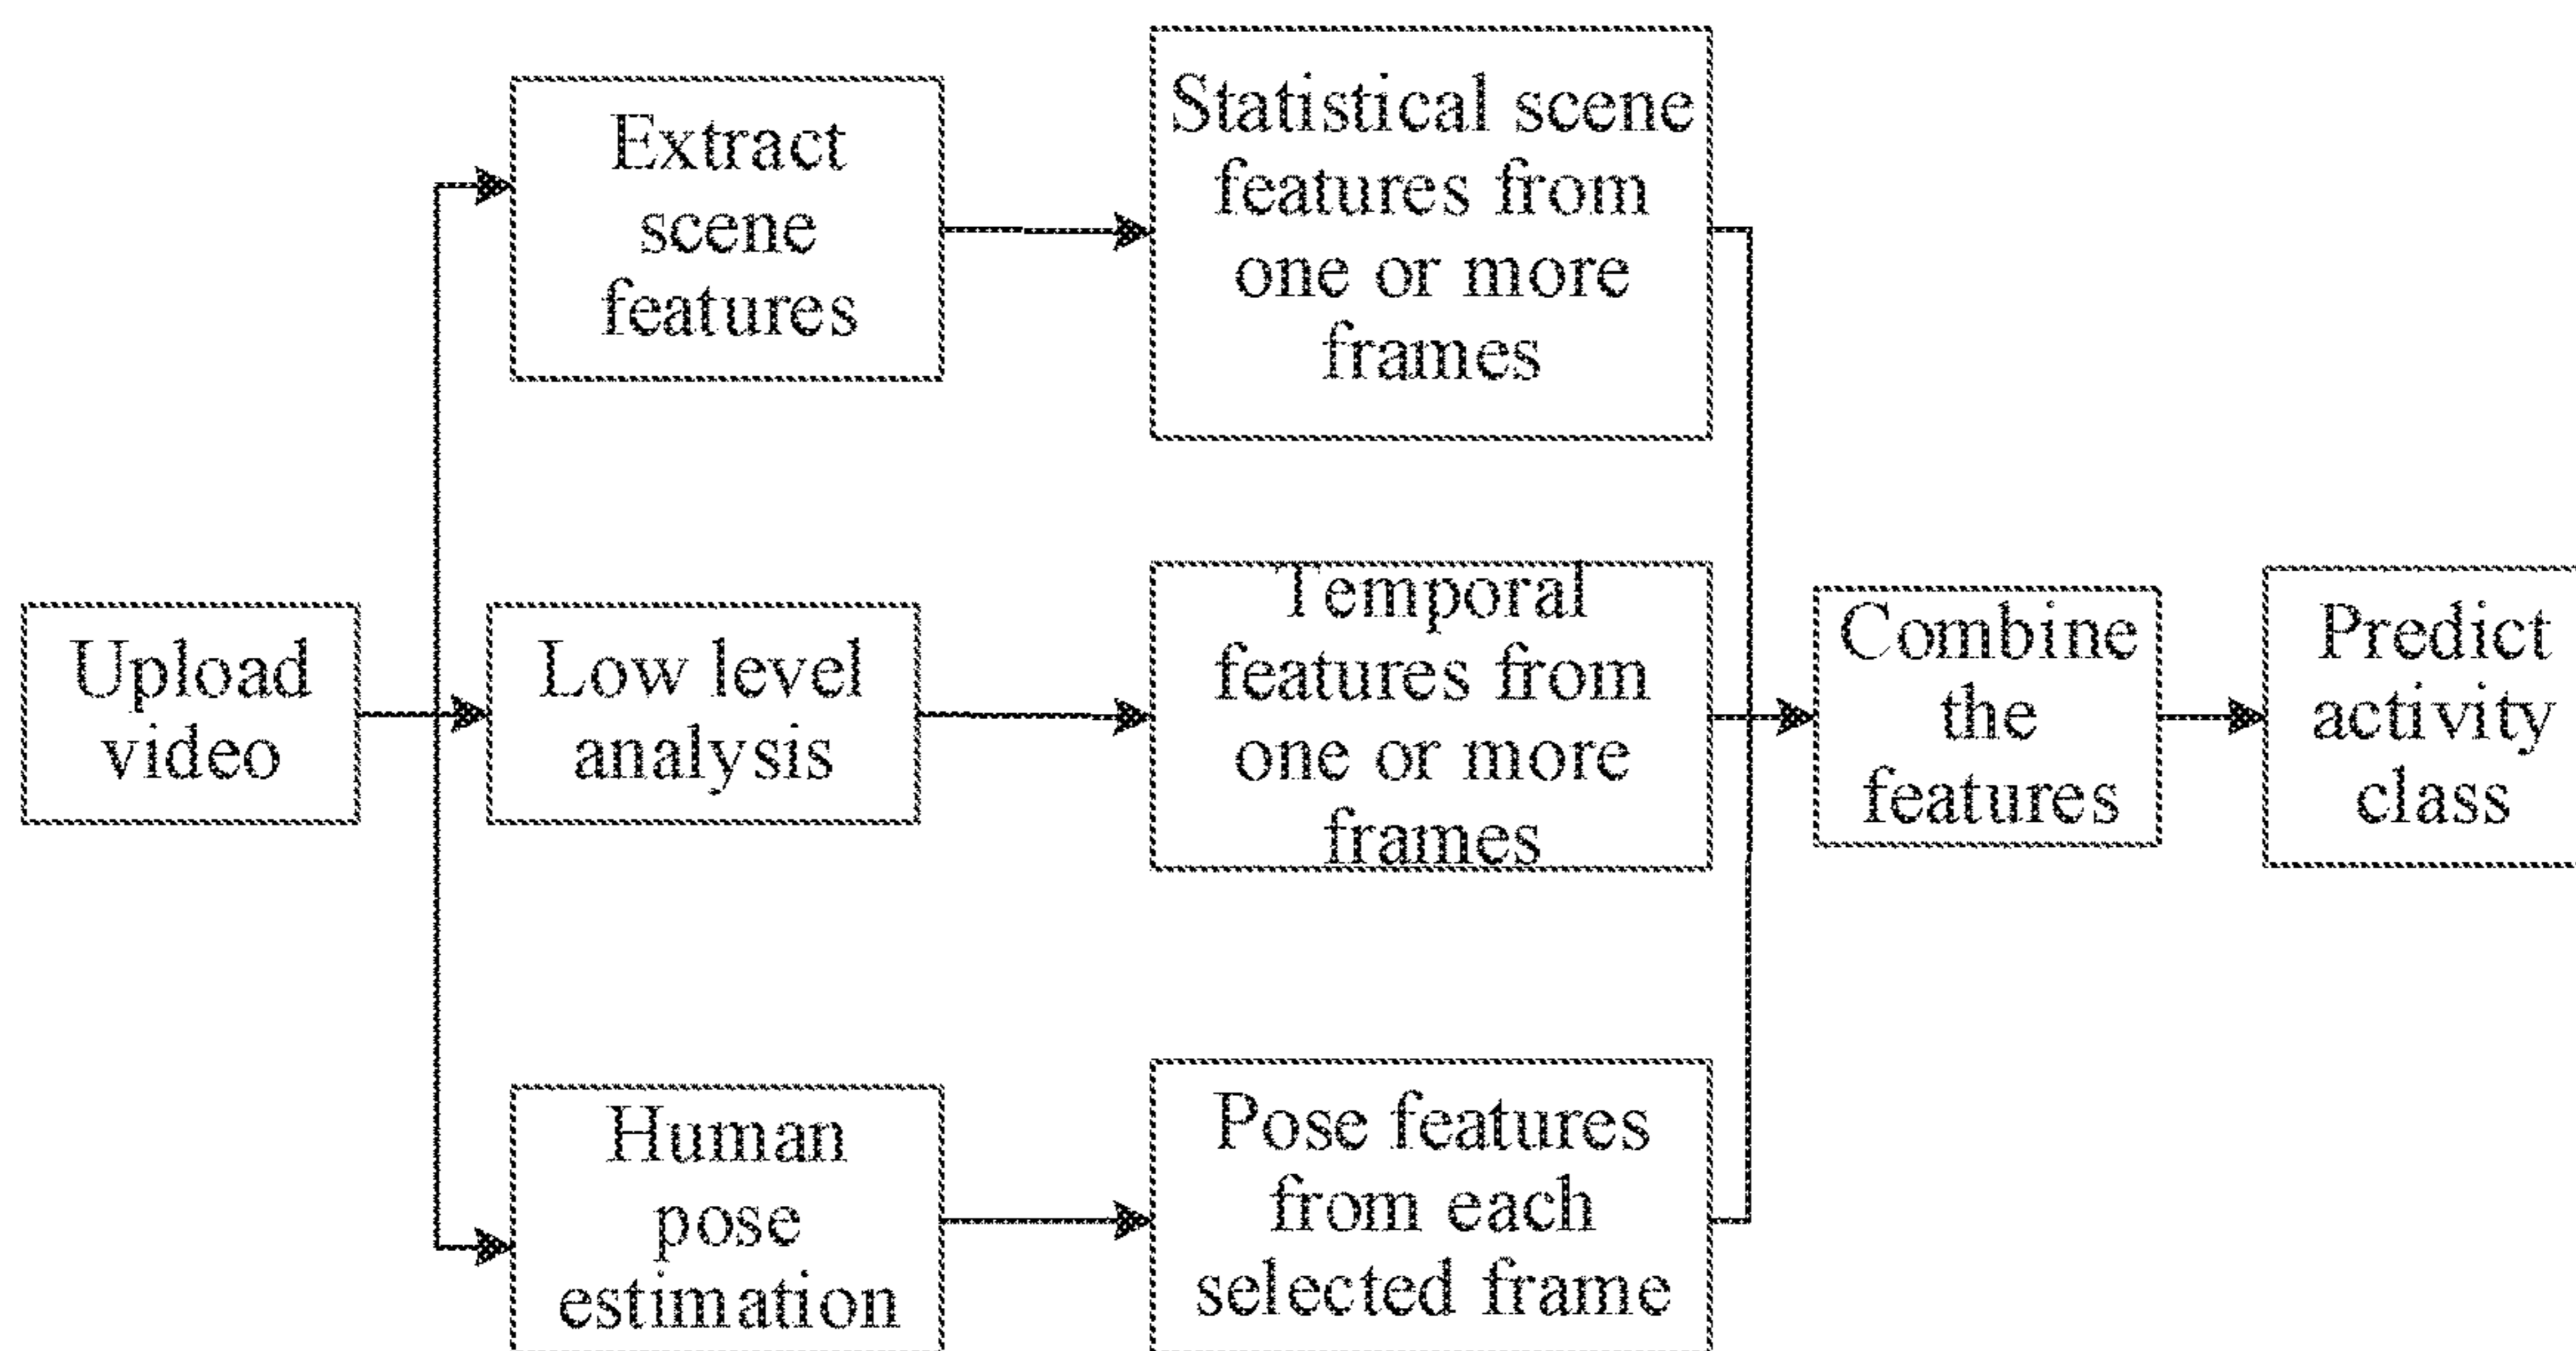 Upload
video
Extract
scene
features
Low level
analysis
Human
pose
estimation
Statistical scene
features from
one or more
frames
Temporal
features from
one or more
frames
Pose features
from each
selected frame
Combine
the
features
Predict
activity
class